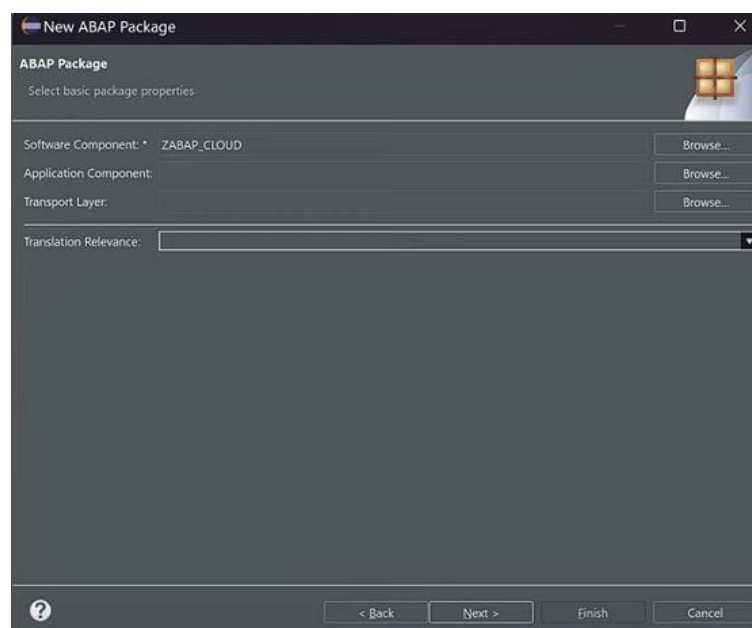 New ABAP Package
ABAP Package
Select basic package properties
Software Component: * ZABAP_CLOUD Browse...
Application Component: Browse...
Transport Layer: Browse...
Translation Relevance:
? < Back Next > Finish Cancel